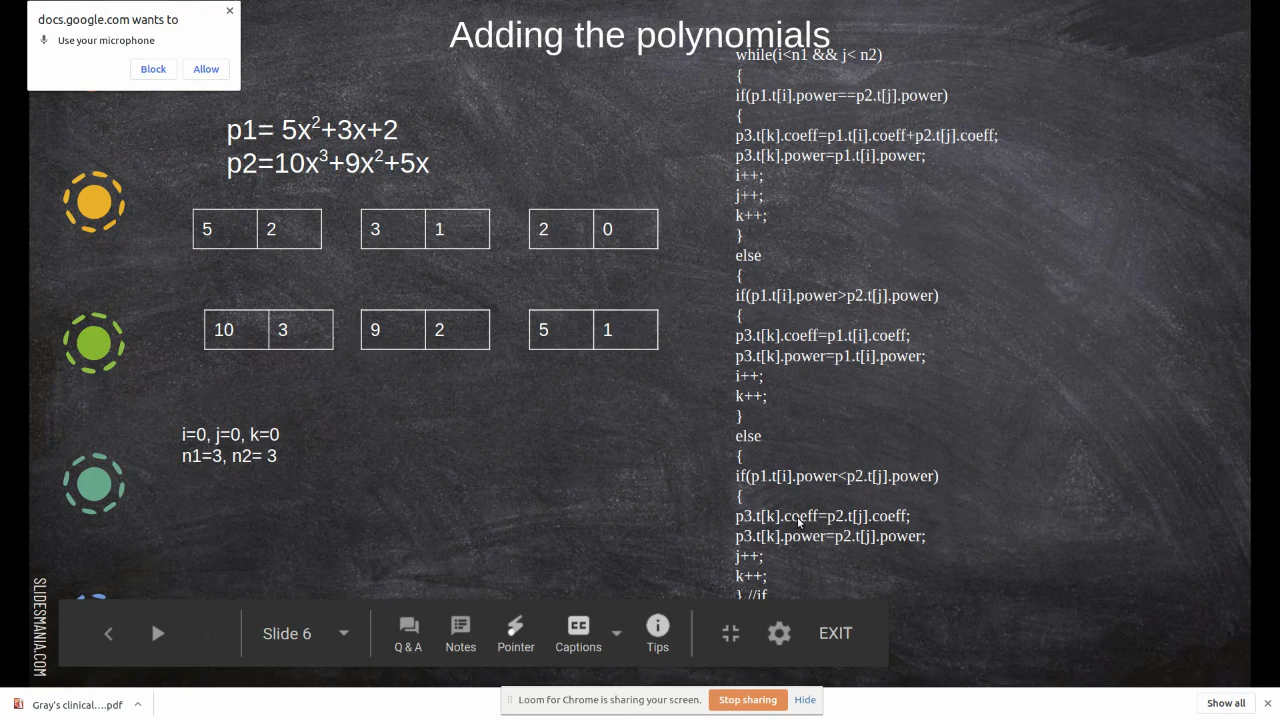 docs.google.com wants to
Use your microphone
Block
Allow
Adding the polynomials
p1= 5x²+3x+2
p2=10x³+9x²+5x
5 2 3 1 2 0
10 3 9 2 5 1
i=0, j=0, k=0
n1=3, n2= 3
while(i<n1 && j< n2)
{
if(p1.t[i].power==p2.t[j].power)
{
p3.t[k].coeff=p1.t[i].coeff+p2.t[j].coeff;
p3.t[k].power=p1.t[i].power;
i++;
j++;
k++;
}
else
{
if(p1.t[i].power>p2.t[j].power)
{
p3.t[k].coeff=p1.t[i].coeff;
p3.t[k].power=p1.t[i].power;
i++;
k++;
}
else
{
if(p1.t[i].power<p2.t[j].power)
{
p3.t[k].coeff=p2.t[j].coeff;
p3.t[k].power=p2.t[j].power;
j++;
k++;
} //if
SLIDESMANIA.COM
Slide 6
Q & A
Notes
Pointer
Captions
Tips
EXIT
Gray's clinical....pdf
Loom for Chrome is sharing your screen.
Stop sharing
Hide
Show all